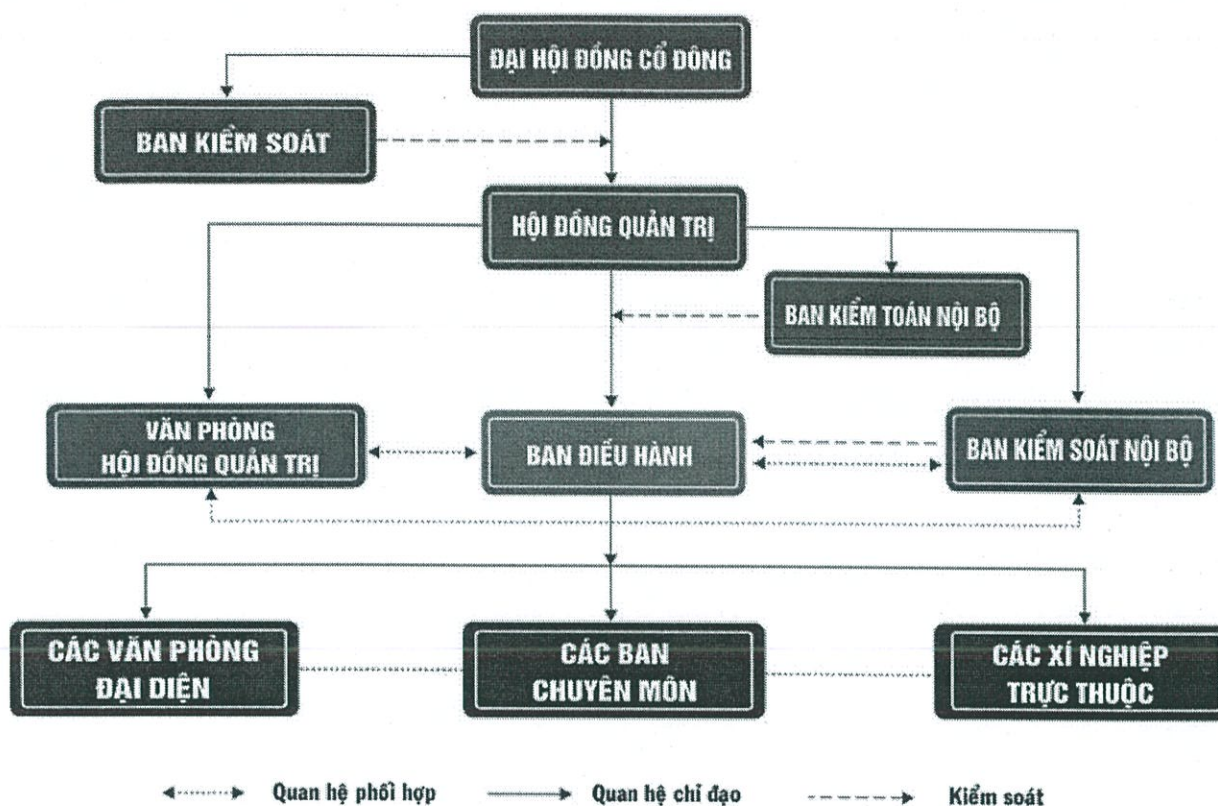 ĐẠI HỘI ĐỒNG CỔ ĐÔNG
BAN KIỂM SOÁT
HỘI ĐỒNG QUẢN TRỊ
BAN KIỂM TOÁN NỘI BỘ
VĂN PHÒNG
HỘI ĐỒNG QUẢN TRỊ
BAN ĐIỀU HÀNH
BAN KIỂM SOÁT NỘI BỘ
CÁC VĂN PHÒNG
ĐẠI DIỆN
CÁC BAN
CHUYÊN MÔN
CÁC XÍ NGHIỆP
TRỰC THUỘC
Quan hệ phối hợp
Quan hệ chỉ đạo
Kiểm soát